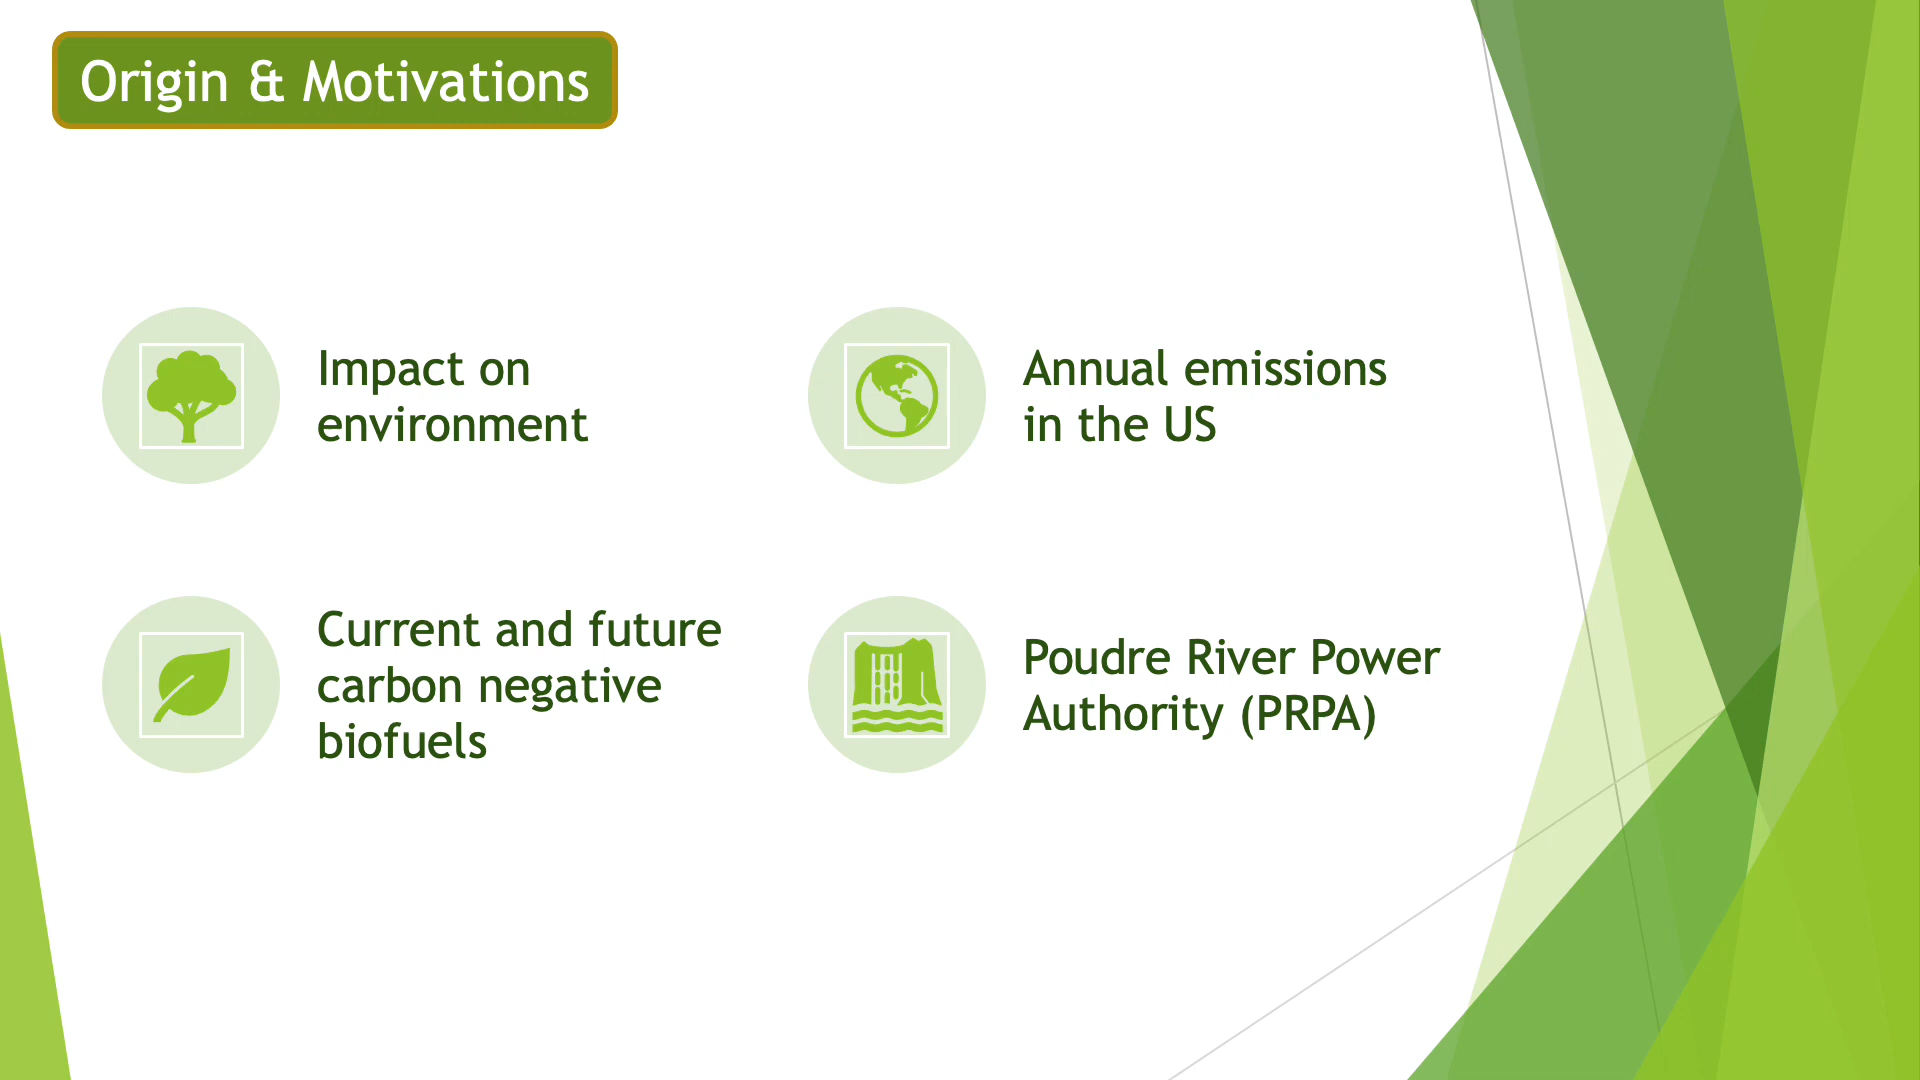 Origin & Motivations
Impact on
environment
Annual emissions
in the US
Current and future
carbon negative
biofuels
Poudre River Power
Authority (PRPA)